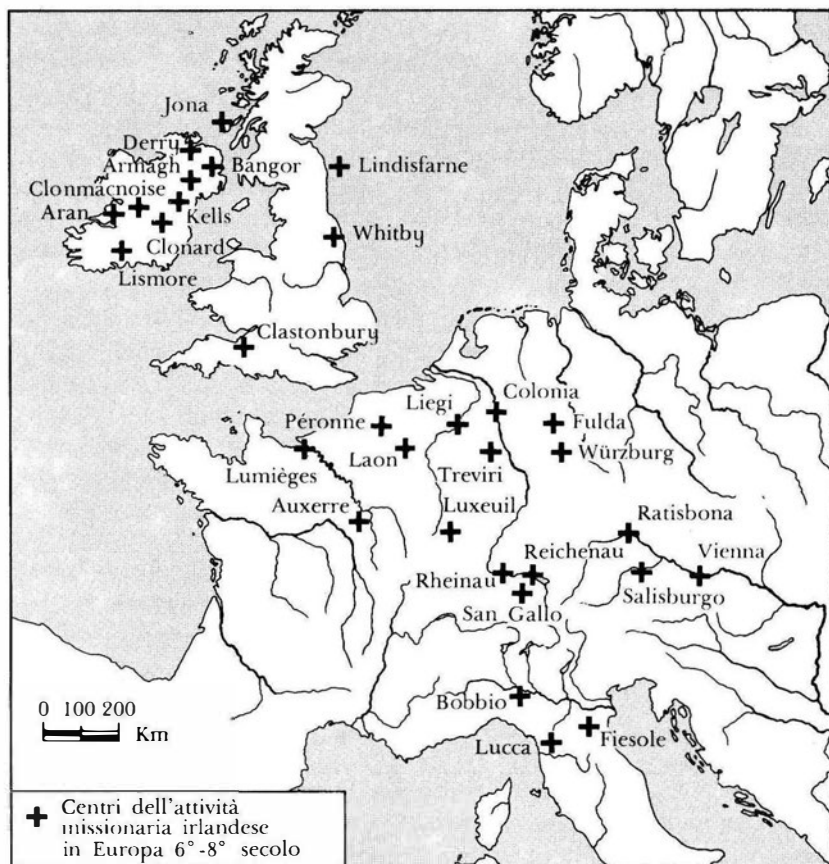 Jona
Derry
Armagh
Bangor
Lindisfarne
Clonmacnoise
Aran
Kells
Whitby
Clonard
Lismore
Clastonbury
Colonia
Liegi
Péronne
Fulda
Laon
Treviri
Würzburg
Lumièges
Auxerre
Luxeuil
Ratisbona
Reichenau
Vienna
Rheinau
Salisburgo
San Gallo
Bobbio
0 100 200
Km
Lucca
Fiesole
Centri dell'attività
missionaria irlandese
in Europa 6°-8° secolo